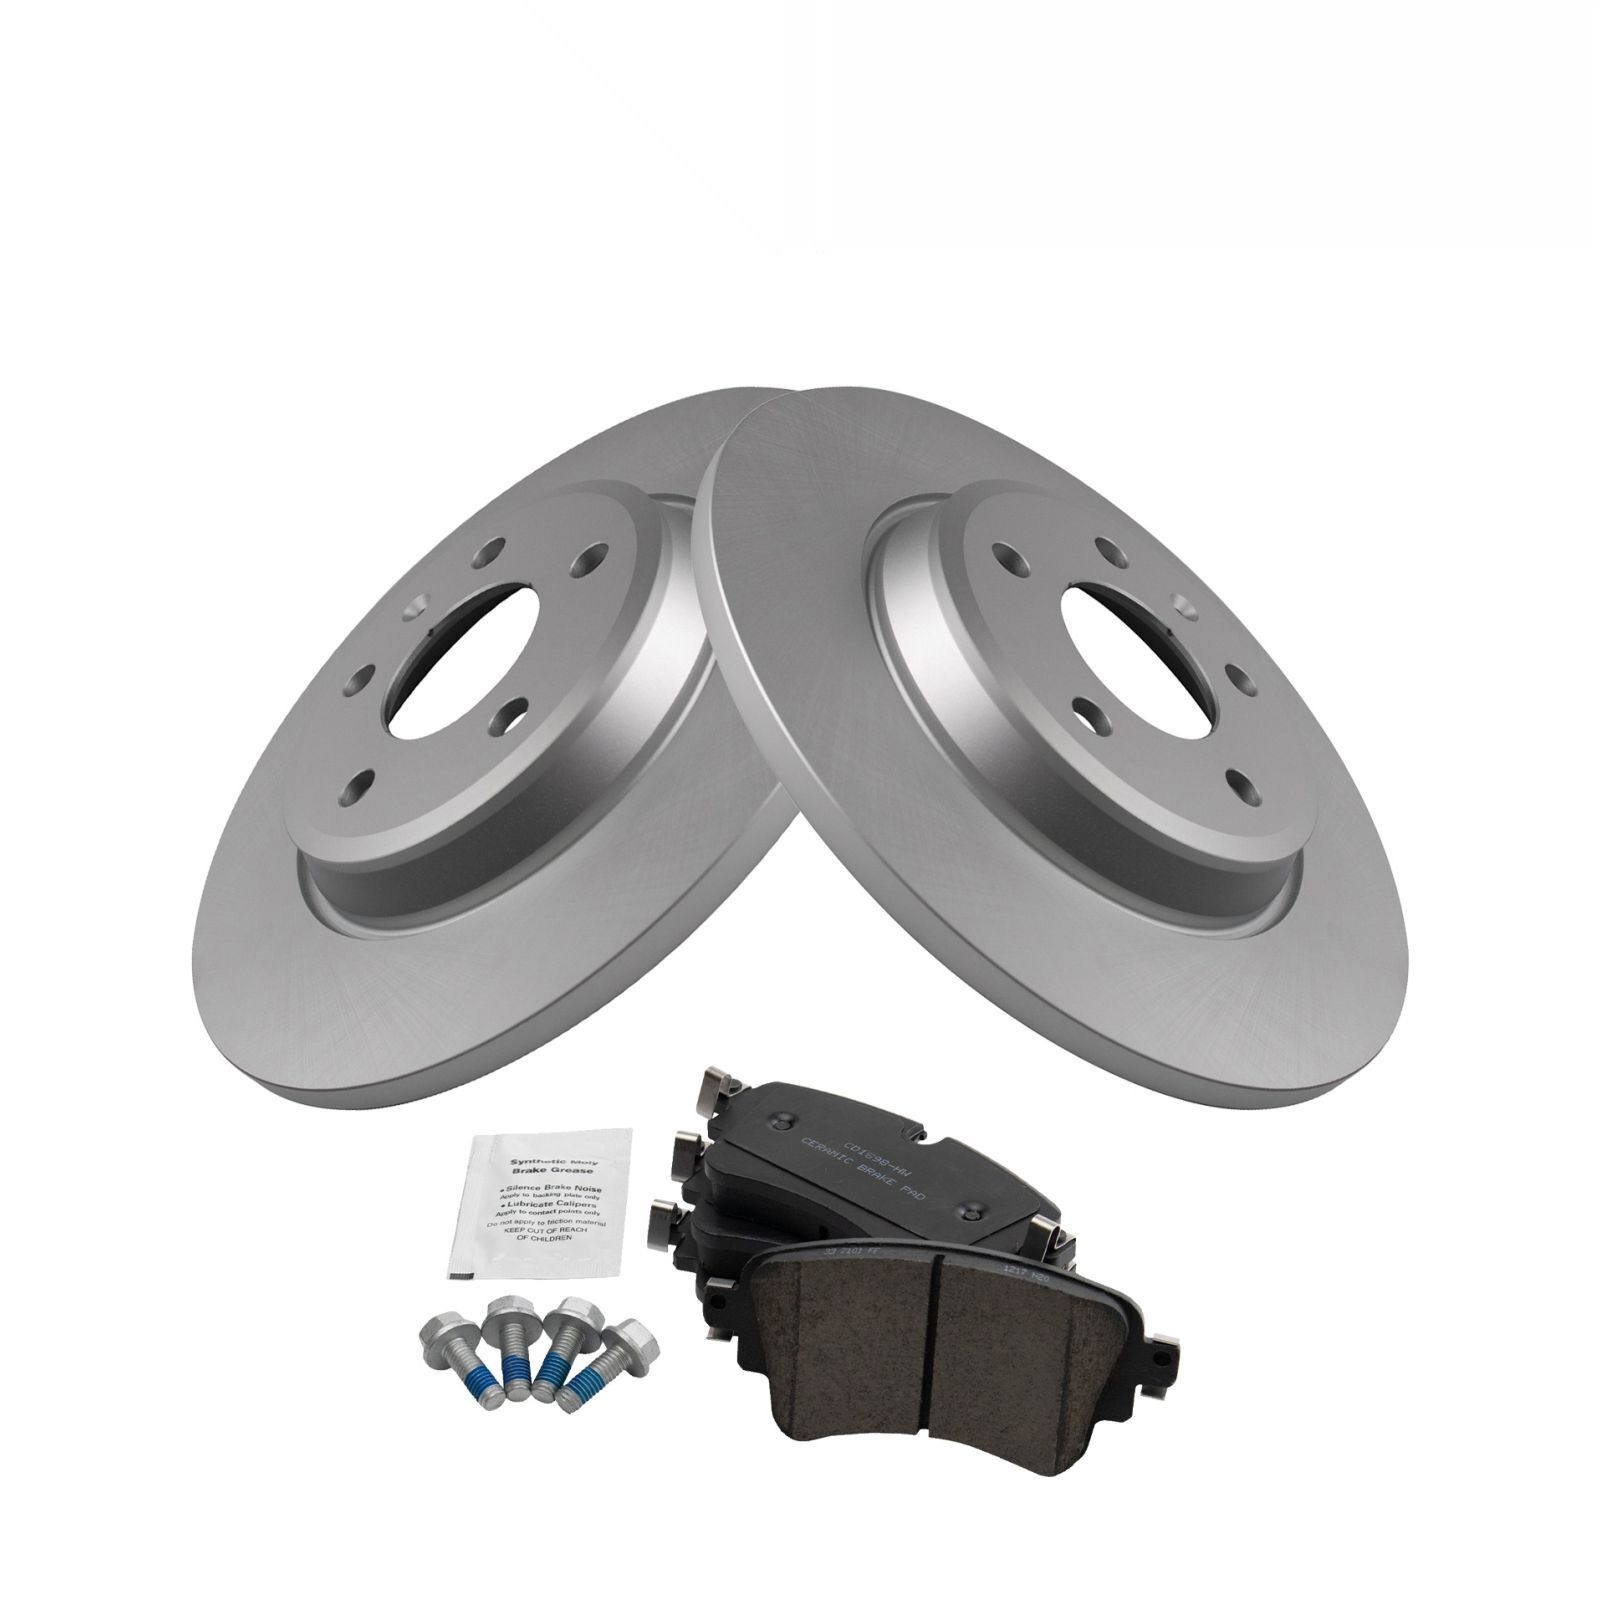 Synthetic Moly
Brake Grease
• Silence Brake Noise
Apply to backing plate only
• Lubricate Calipers
Apply to contact points only
Do not apply to friction material
KEEP OUT OF REACH
OF CHILDREN
CD1898-HW
CERAMIC BRAKE PAD
33 7101 FF
1217 N20